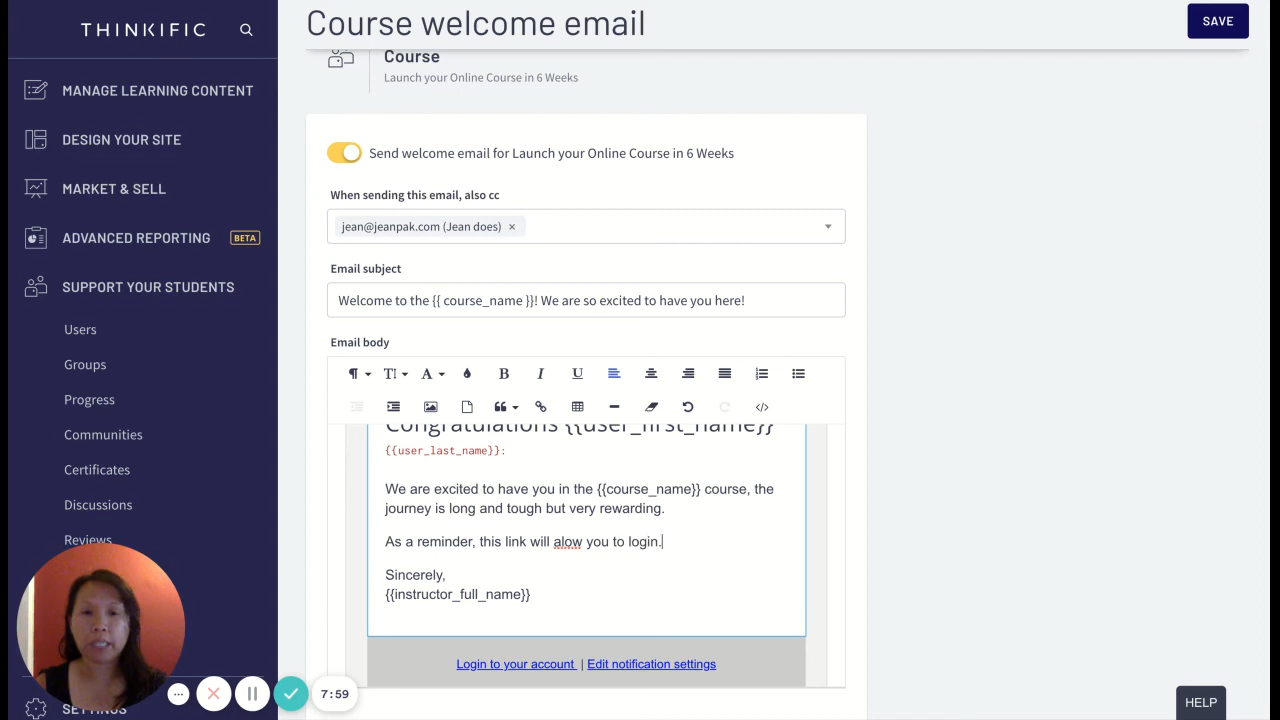 THINKIFIC
Course welcome email
SAVE
Course
Launch your Online Course in 6 Weeks
MANAGE LEARNING CONTENT
DESIGN YOUR SITE
MARKET & SELL
ADVANCED REPORTING BETA
SUPPORT YOUR STUDENTS
Users
Groups
Progress
Communities
Certificates
Discussions
Reviews
SETTINGS
Send welcome email for Launch your Online Course in 6 Weeks
When sending this email, also cc
jean@jeanpak.com (Jean does) ×
Email subject
Welcome to the {{ course_name }}! We are so excited to have you here!
Email body
Congratulations {{user_first_name}}
{{user_last_name}}:
We are excited to have you in the {{course_name}} course, the
journey is long and tough but very rewarding.
As a reminder, this link will alow you to login.
Sincerely,
{{instructor_full_name}}
Login to your account | Edit notification settings
7:59
HELP